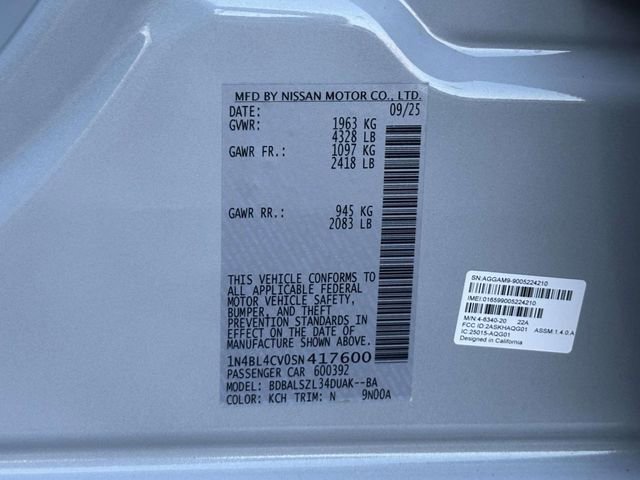 MFD BY NISSAN MOTOR CO., LTD.
DATE: 09/25
GVWR: 1963 KG
4328 LB
GAWR FR.: 1097 KG
2418 LB
GAWR RR.: 945 KG
2083 LB
THIS VEHICLE CONFORMS TO
ALL APPLICABLE FEDERAL
MOTOR VEHICLE SAFETY,
BUMPER, AND THEFT
PREVENTION STANDARDS IN
EFFECT ON THE DATE OF
MANUFACTURE SHOWN ABOVE.
1N4BL4CV0SN417600
PASSENGER CAR 600392
MODEL: BDBALSZL34DUAK--BA
COLOR: KCH TRIM: N 9N00A
SN:AGGAM9-9005224210
IMEI:016599005224210
M/N:4-6340-20 22A
FCC ID:2ASKHAQG01 ASSM:1.4.0.A
IC:25015-AQG01
Designed in California